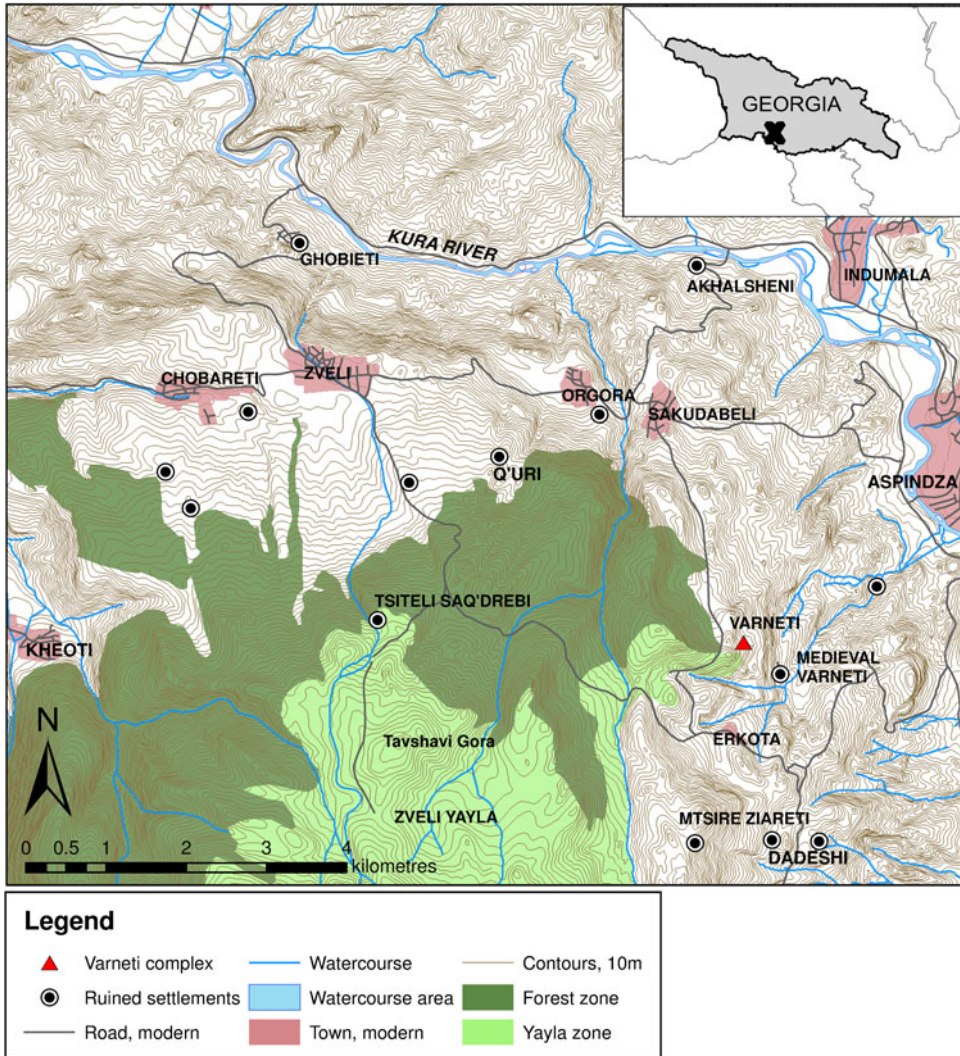 GEORGIA
KURA RIVER
GHOBIETI
INDUMALA
AKHALSHENI
CHOBARETI
ZVELI
ORGORA
SAKUDABELI
Q'URI
ASPINDZA
TSITELI SAQ'DREBI
VARNETI
KHEOTI
MEDIEVAL
VARNETI
N
Tavshavi Gora
ERKOTA
ZVELI YAYLA
MTSIRE ZIARETI
DADESHI
0 0.5 1 2 3 4
kilometres
Legend
Varneti complex
Watercourse
Contours, 10m
Ruined settlements
Watercourse area
Forest zone
Road, modern
Town, modern
Yayla zone